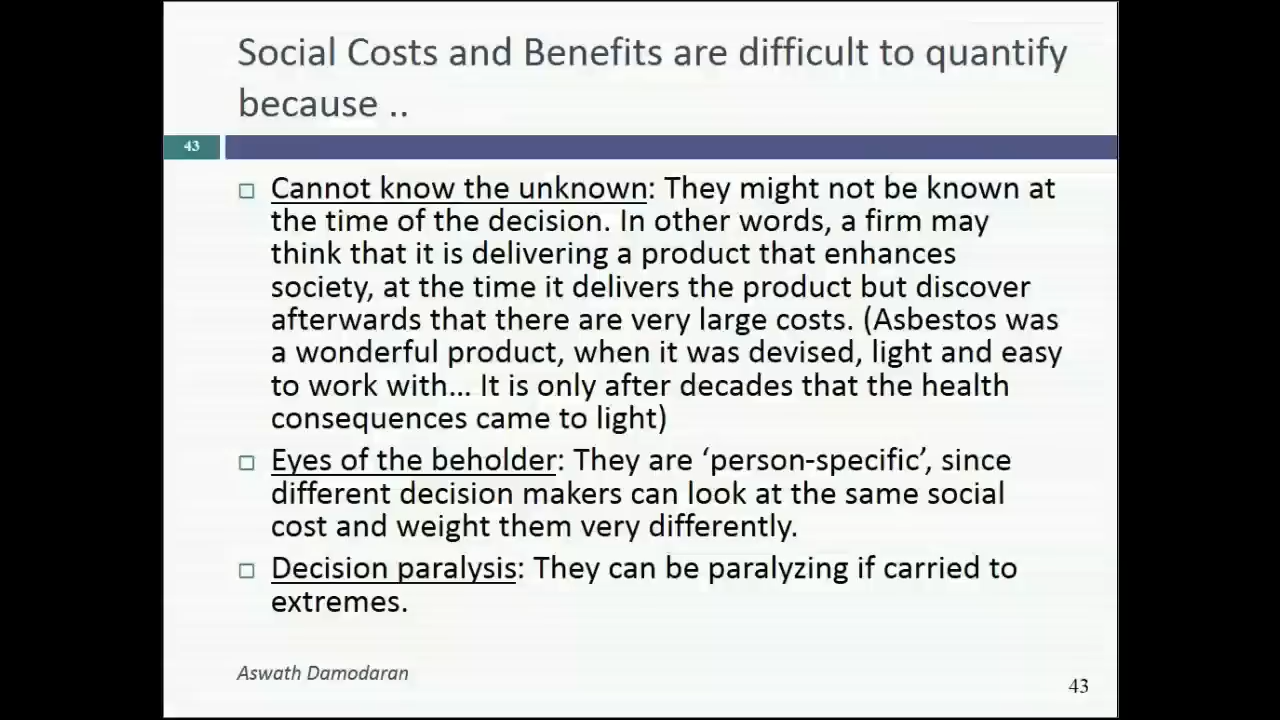 Social Costs and Benefits are difficult to quantify
because ..
43
Cannot know the unknown: They might not be known at
the time of the decision. In other words, a firm may
think that it is delivering a product that enhances
society, at the time it delivers the product but discover
afterwards that there are very large costs. (Asbestos was
a wonderful product, when it was devised, light and easy
to work with… It is only after decades that the health
consequences came to light)
Eyes of the beholder: They are ‘person-specific’, since
different decision makers can look at the same social
cost and weight them very differently.
Decision paralysis: They can be paralyzing if carried to
extremes.
Aswath Damodaran
43